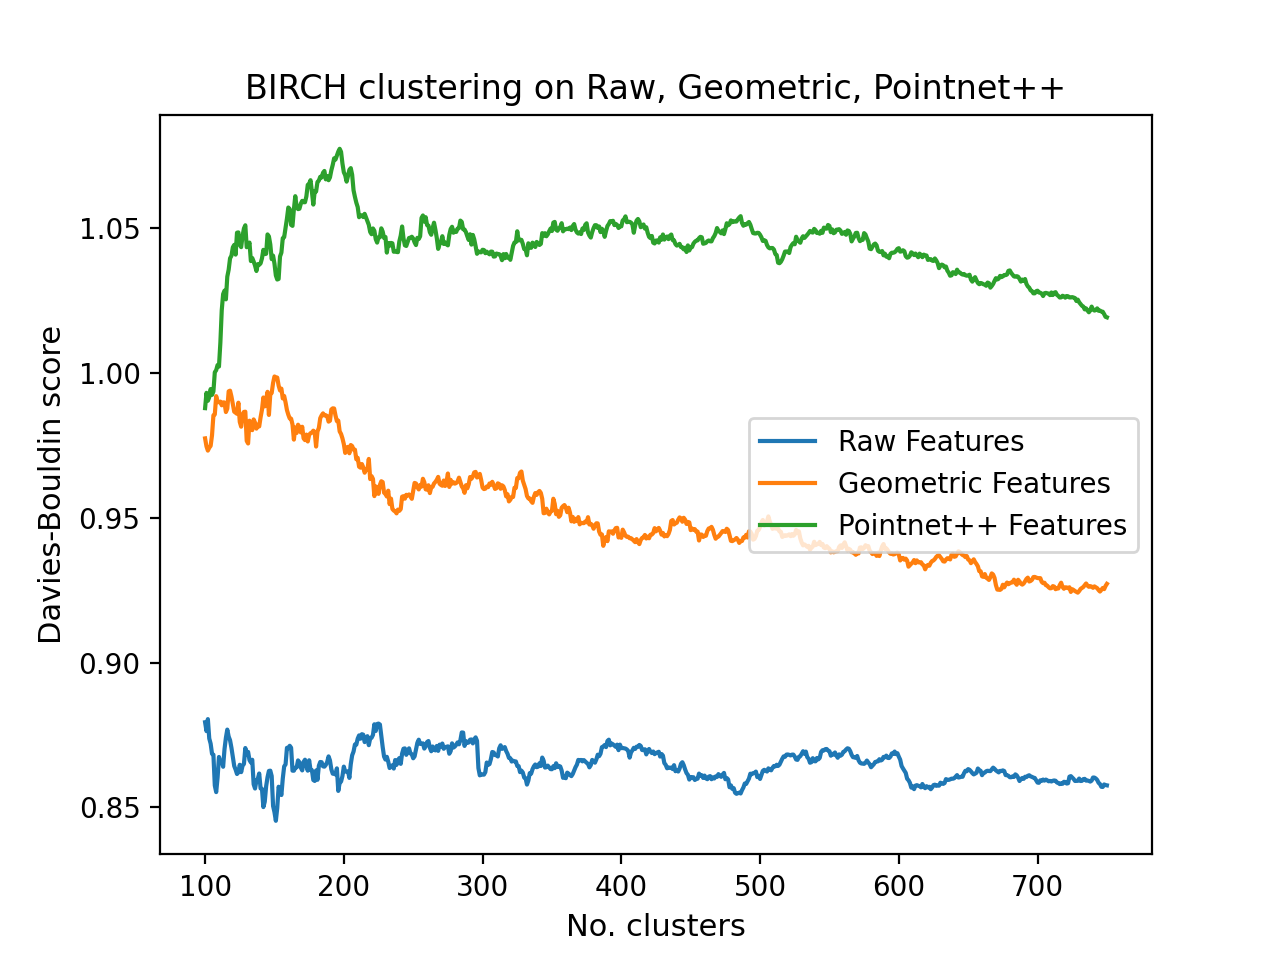 BIRCH clustering on Raw, Geometric, Pointnet++
Davies-Bouldin score
1.05
1.00
0.95
0.90
0.85
Raw Features
Geometric Features
Pointnet++ Features
100 200 300 400 500 600 700
No. clusters